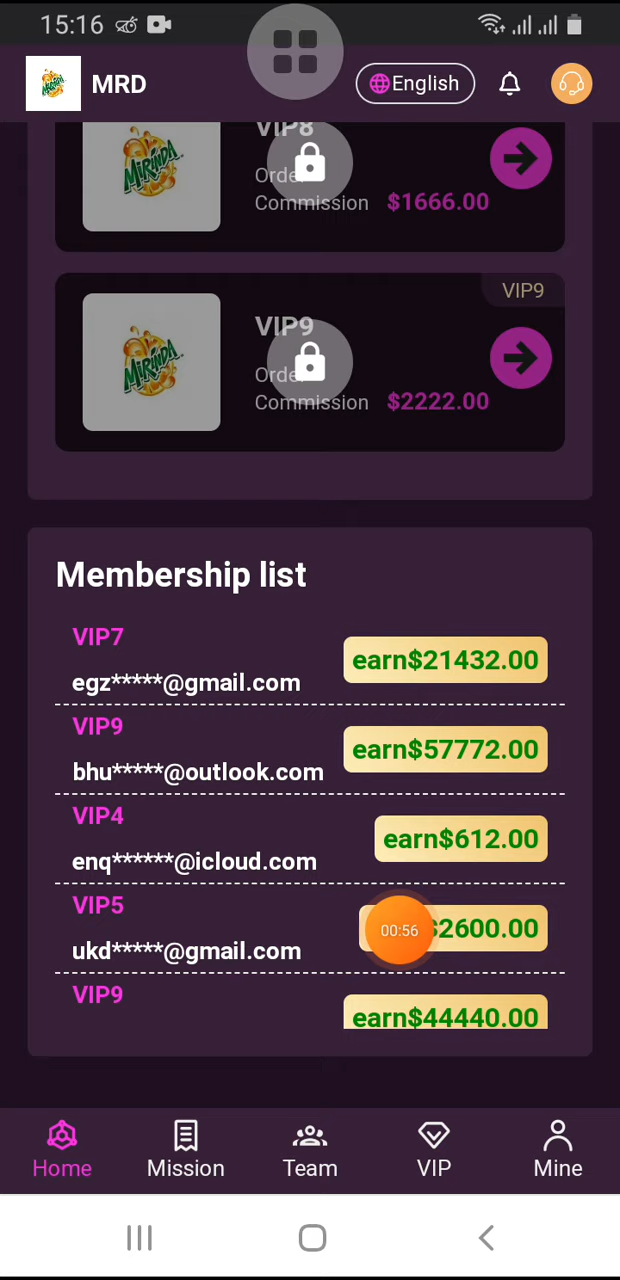 15:16
MRD
English
VIP8
MIRINDA
Order
Commission $1666.00
VIP9
VIP9
MIRINDA
Order
Commission $2222.00
Membership list
VIP7
earn$21432.00
egz*****@gmail.com
VIP9
earn$57772.00
bhu*****@outlook.com
VIP4
earn$612.00
enq******@icloud.com
VIP5
00:56
$2600.00
ukd*****@gmail.com
VIP9
earn$44440.00
Home Mission Team VIP Mine